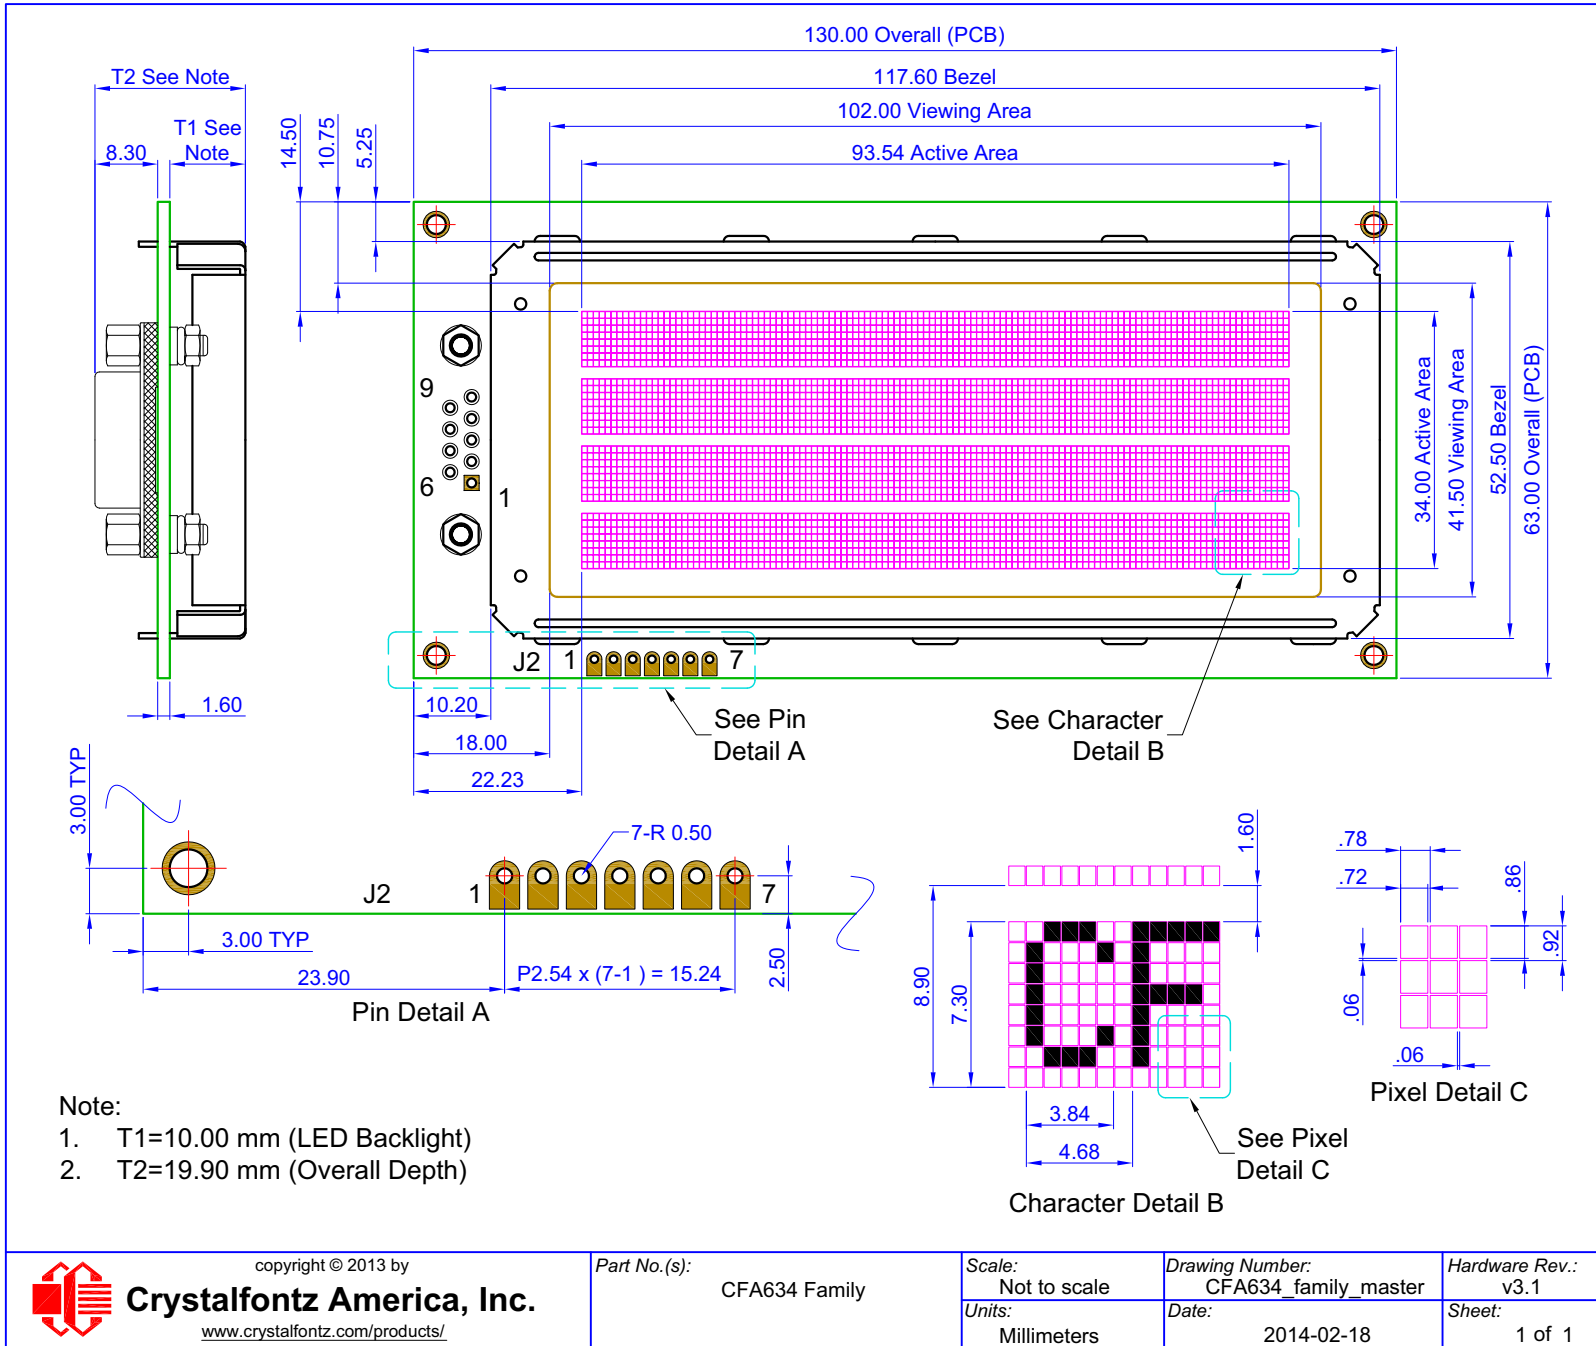 130.00 Overall (PCB)
T2 See Note
117.60 Bezel
102.00 Viewing Area
T1 See
Note
8.30
14.50
10.75
5.25
93.54 Active Area
9
6
1
34.00 Active Area
41.50 Viewing Area
52.50 Bezel
63.00 Overall (PCB)
J2 1 7
1.60
10.20
18.00
22.23
See Pin
Detail A
See Character
Detail B
3.00 TYP
7-R 0.50
J2 1 7
3.00 TYP
23.90
P2.54 x (7-1 ) = 15.24
2.50
Pin Detail A
1.60
8.90
7.30
3.84
4.68
See Pixel
Detail C
Character Detail B
.78
.72
.86
.92
.06
.06
Pixel Detail C
Note:
1. T1=10.00 mm (LED Backlight)
2. T2=19.90 mm (Overall Depth)
copyright © 2013 by
Crystalfontz America, Inc.
www.crystalfontz.com/products/
Part No.(s):
CFA634 Family
Scale:
Not to scale
Units:
Millimeters
Drawing Number:
CFA634_family_master
Date:
2014-02-18
Hardware Rev.:
v3.1
Sheet:
1 of 1